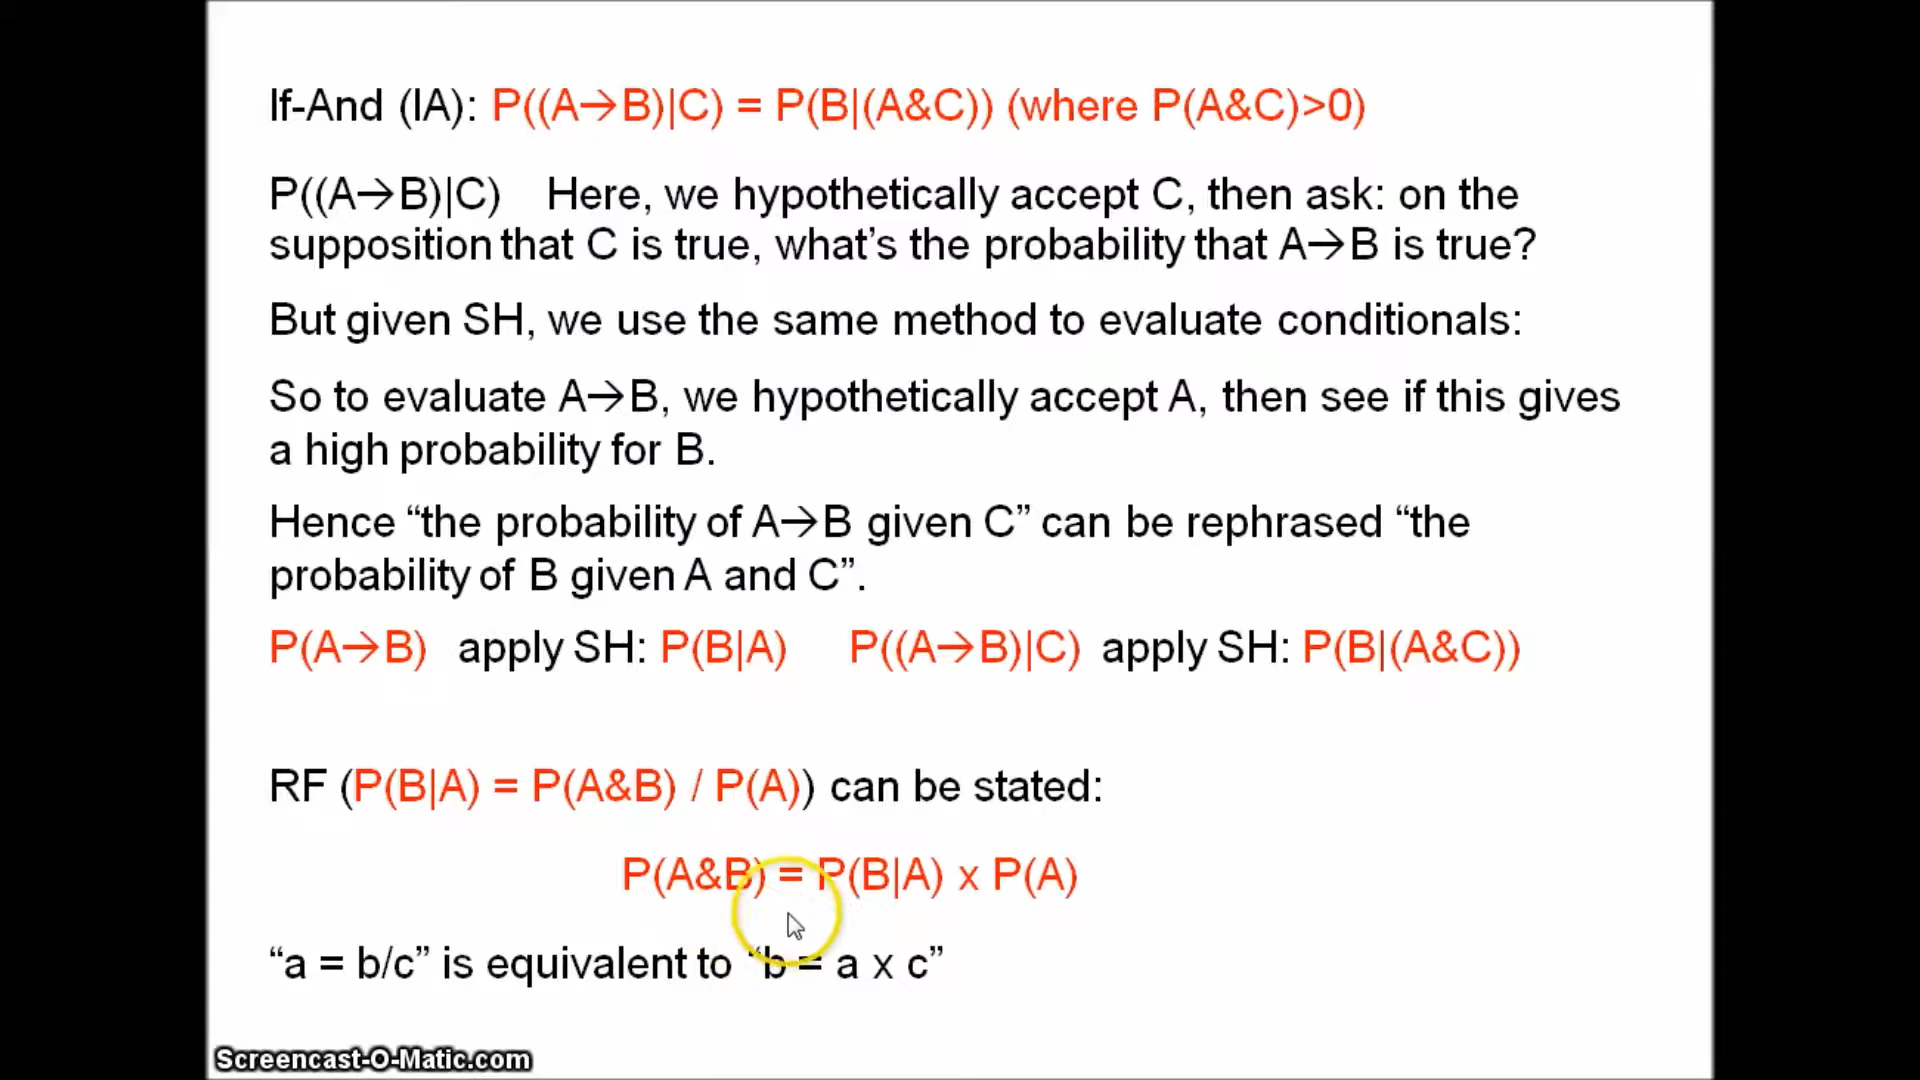 If-And (IA): P((A→B)|C) = P(B|(A&C)) (where P(A&C)>0)
P((A→B)|C) Here, we hypothetically accept C, then ask: on the
supposition that C is true, what’s the probability that A→B is true?
But given SH, we use the same method to evaluate conditionals:
So to evaluate A→B, we hypothetically accept A, then see if this gives
a high probability for B.
Hence “the probability of A→B given C” can be rephrased “the
probability of B given A and C”.
P(A→B) apply SH: P(B|A) P((A→B)|C) apply SH: P(B|(A&C))
RF (P(B|A) = P(A&B) / P(A)) can be stated:
P(A&B) = P(B|A) x P(A)
“a = b/c” is equivalent to “b = a x c”
Screencast-O-Matic.com